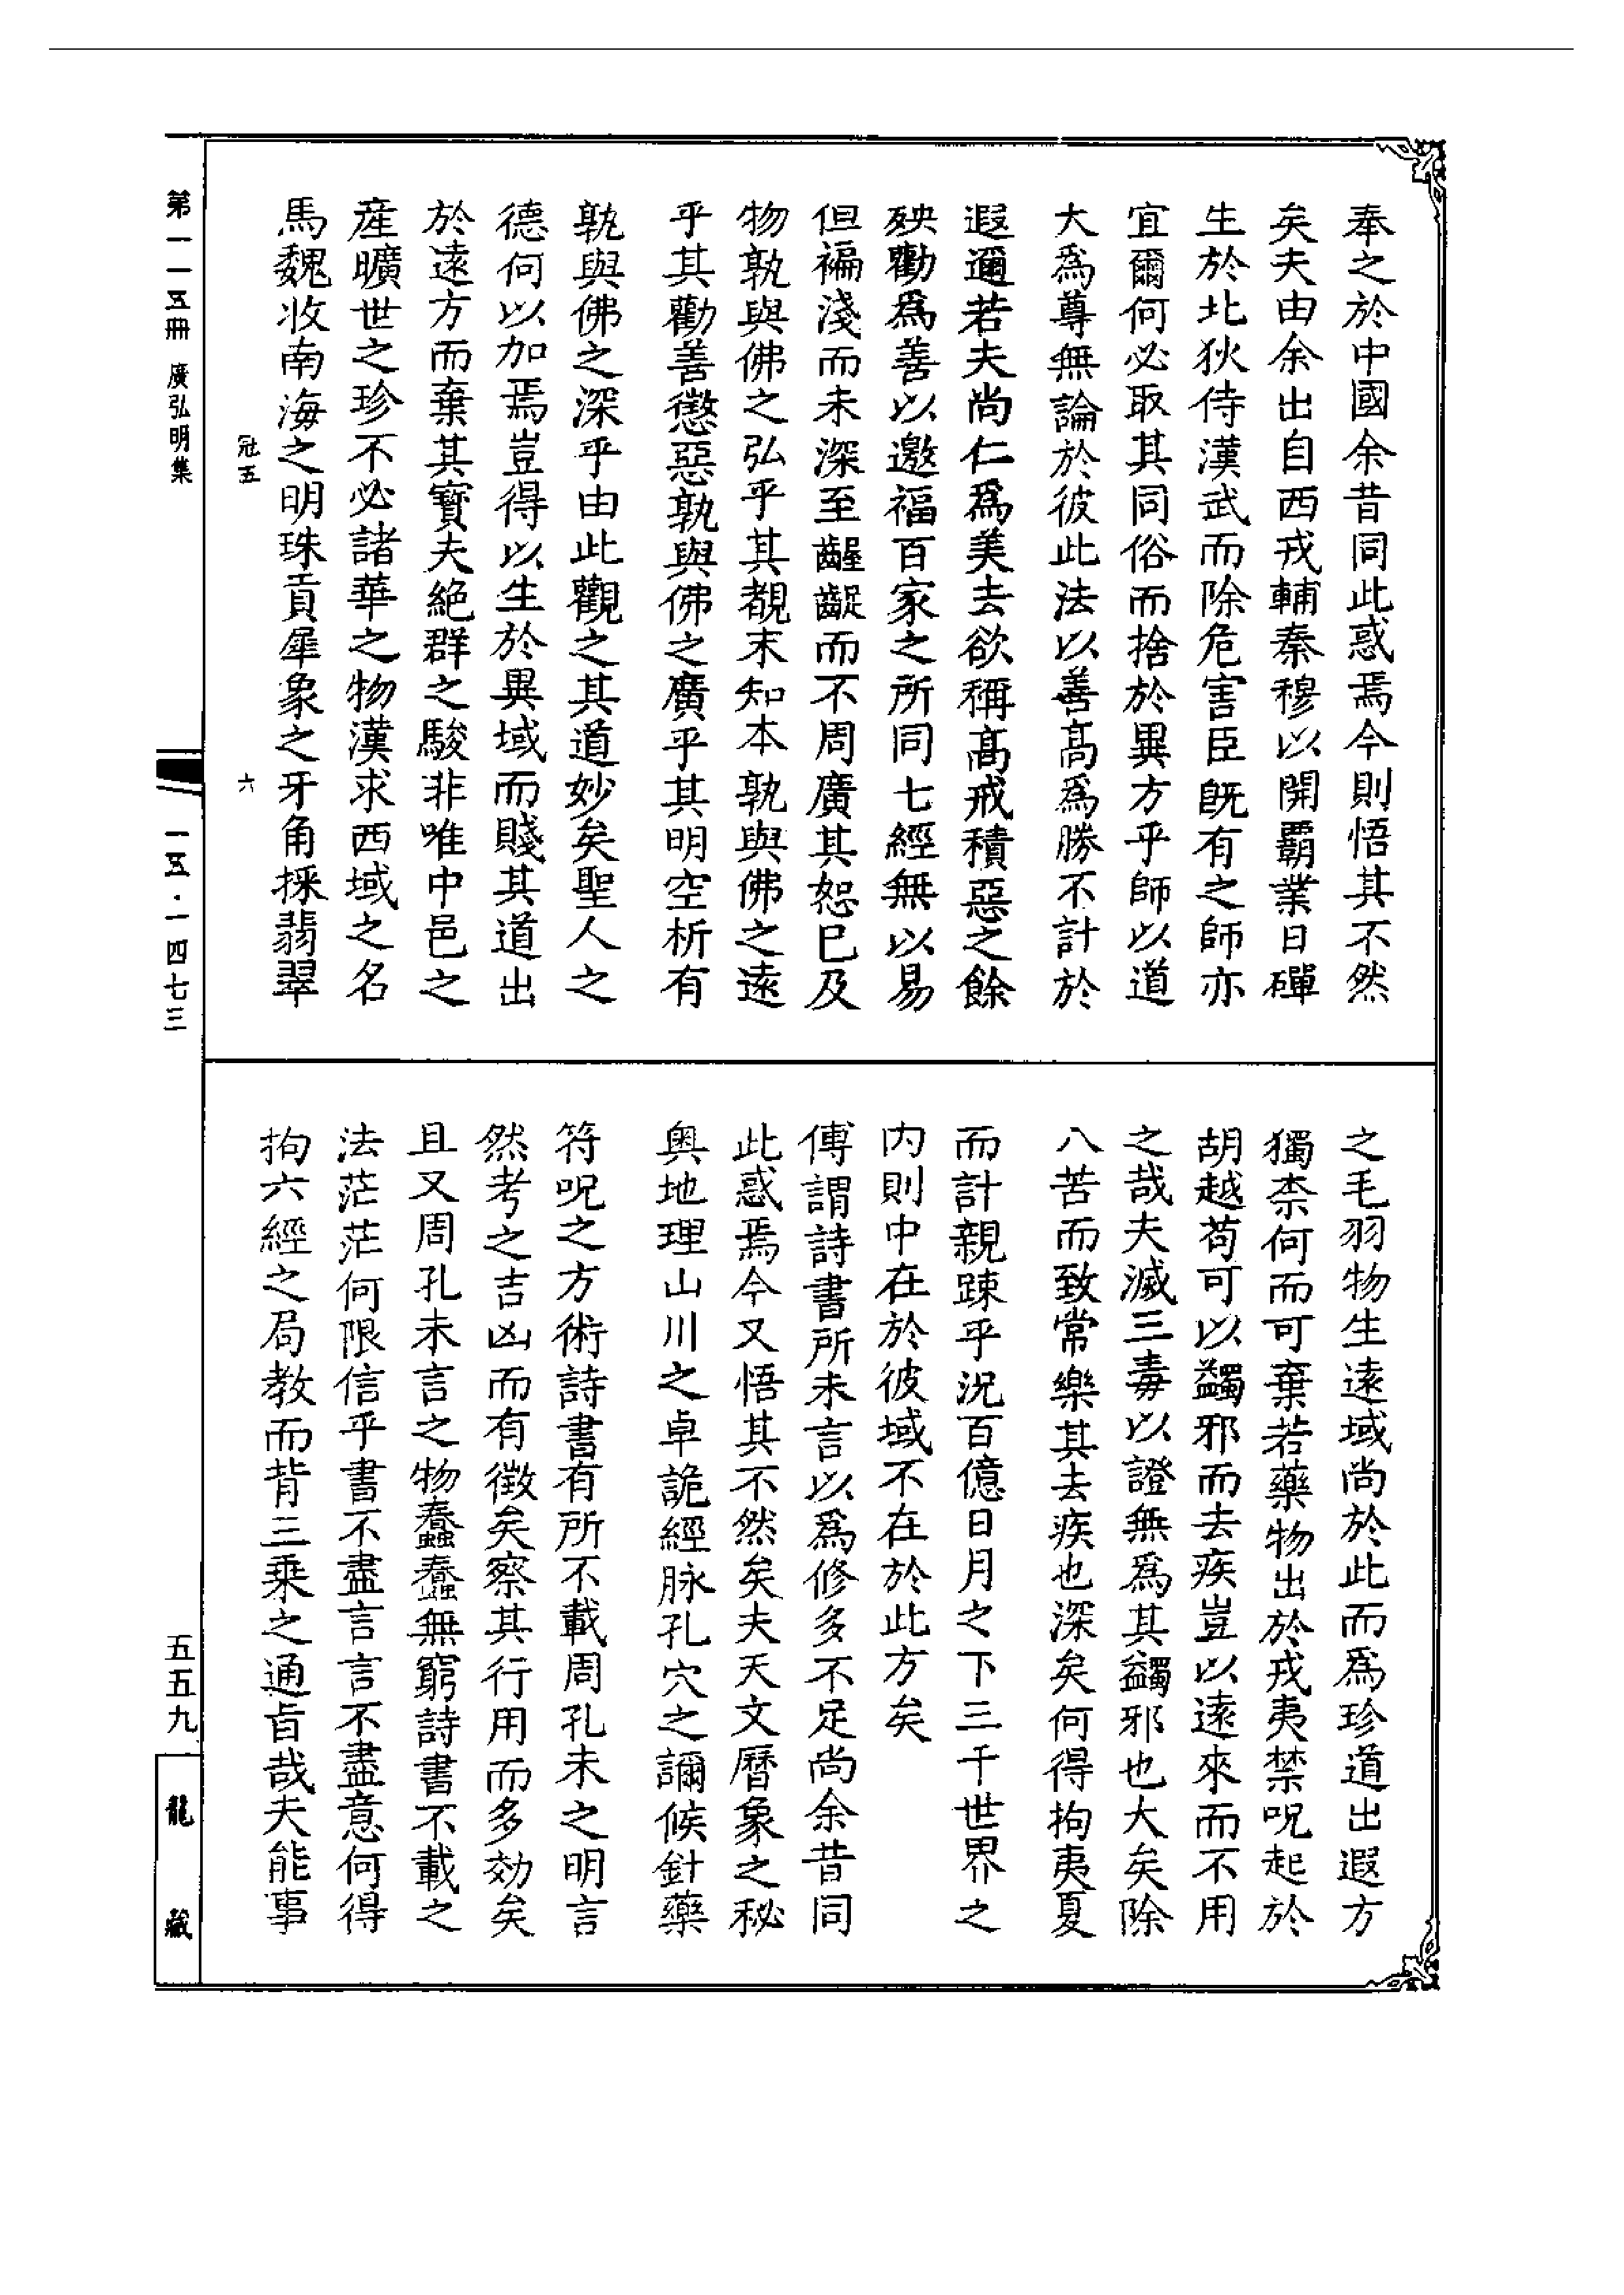 奉之於中國余昔同此惑焉今則悟其不然
矣夫由余出自西戎輔秦穆以開霸業日磾
生於北狄侍漢武而除危害臣旣有之師亦
宜爾何必取其同俗而捨於異方乎師以道
大爲尊無論於彼此法以善高爲勝不計於
遐邇若夫尚仁爲美去欲稱高戒積惡之餘
殃勸爲善以邀福百家之所同七經無以易
但褊淺而未深至齷齪而不周廣其恕巳及
物孰與佛之弘乎其覩末知本孰與佛之遠
乎其勸善懲惡孰與佛之廣乎其明空析有
孰與佛之深乎由此觀之其道妙矣聖人之
德何以加焉豈得以生於異域而賤其道出
於遠方而棄其寶夫絕群之駿非唯中邑之
産曠世之珍不必諸華之物漢求西域之名
馬魏收南海之明珠貢犀象之牙角採翡翠
之毛羽物生遠域尚於此而爲珍道出遐方
獨柰何而可棄若藥物出於戎夷禁呪起於
胡越苟可以蠲邪而去疾豈以遠來而不用
之哉夫滅三毒以證無爲其蠲邪也大矣除
八苦而致常樂其去疾也深矣何得拘夷夏
而計親踈乎況百億日月之下三千世界之
内則中在於彼域不在於此方矣
傅謂詩書所未言以爲修多不足尚余昔同
此惑焉今又悟其不然矣夫天文曆象之秘
奥地理山川之卓詭經脉孔穴之診候針藥
符呪之方術詩書有所不載周孔未之明言
然考之吉凶而有徵矣察其行用而多効矣
且又周孔未言之物蠢蠢無窮詩書不載之
法茫茫何限信乎書不盡言言不盡意何得
拘六經之局教而背三乘之通旨哉夫能事
第一一五冊 廣弘明集
冠五
六
一五·一四七三
五五九
龍藏